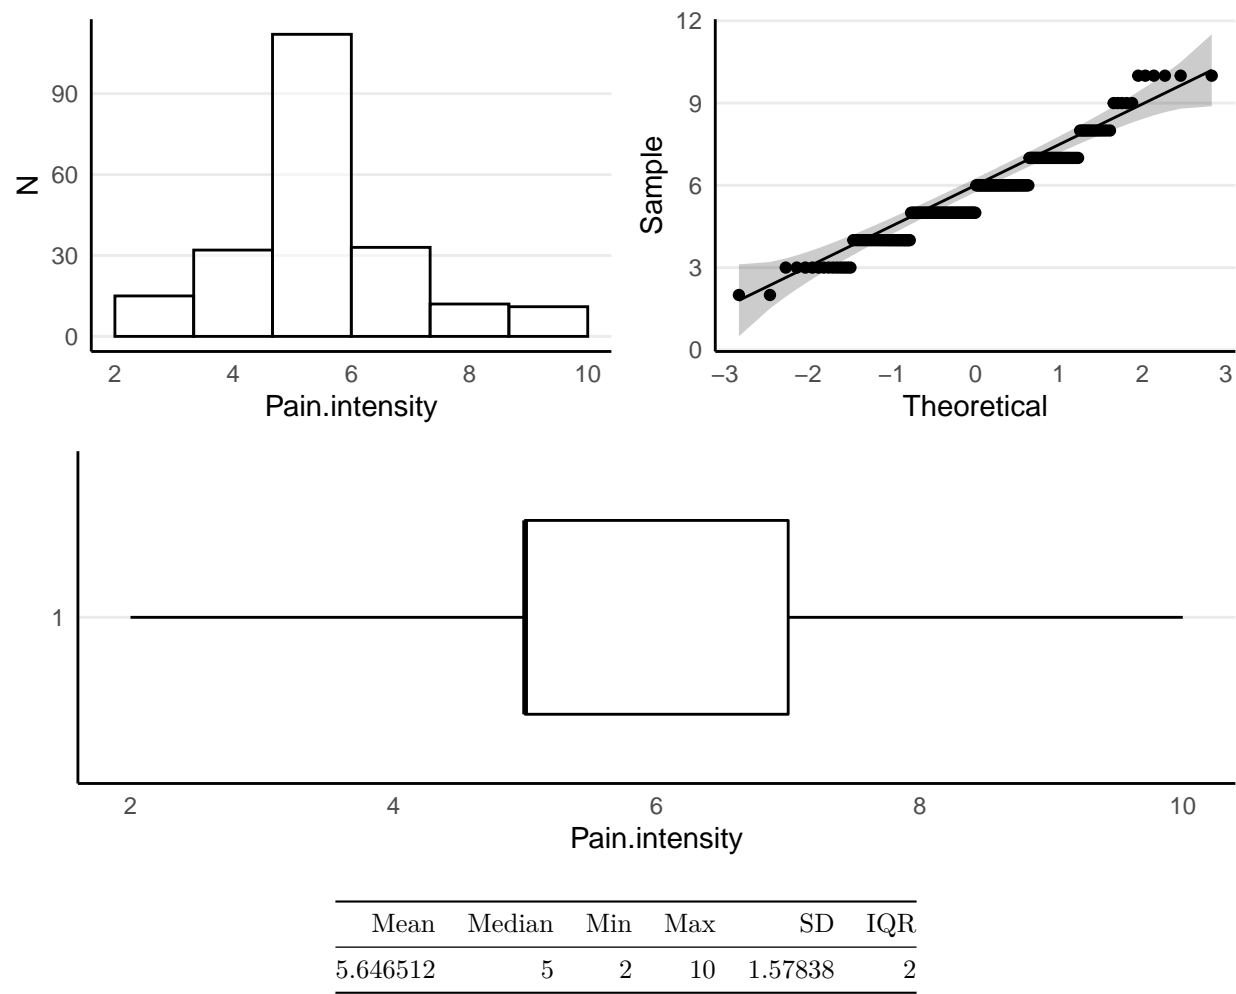 N
90
60
30
0
2 4 6 8 10
Pain.intensity
Sample
12
9
6
3
0
−3 −2 −1 0 1 2 3
Theoretical
1
2 4 6 8 10
Pain.intensity
Mean Median Min Max SD IQR
5.646512 5 2 10 1.57838 2